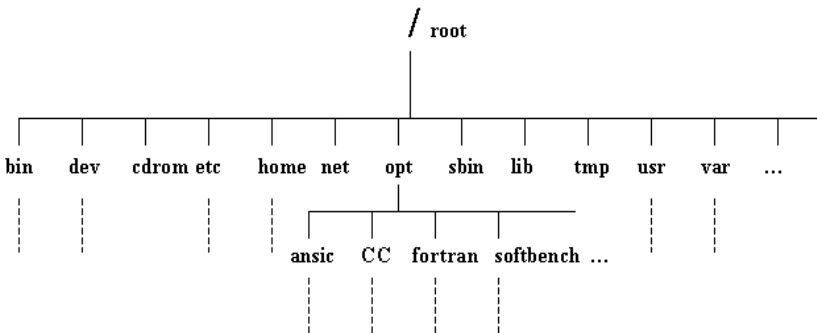 / root
bin dev cdrom etc home net opt sbin lib tmp usr var ...
ansic CC fortran softbench ...